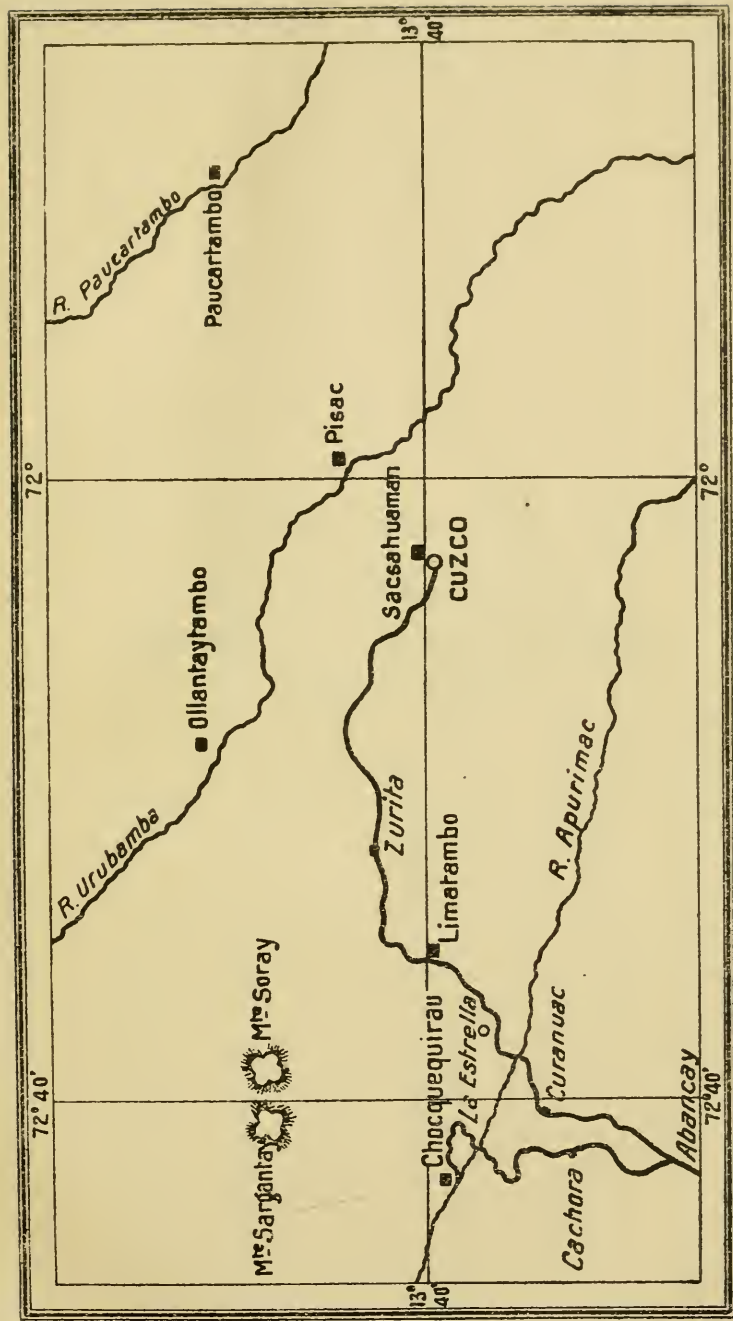 72° 40'
72°
R. Paucartambo
R. Urubamba
Ollantaytambo
Paucartambo
Mte Sargantay
Mte Soray
Pisac
Zurita
Sacsahuaman
13° 40'
13° 40'
Chocquequirau
Limatambo
CUZCO
La Estrella
R. Apurimac
Curanuac
Cachora
Abancay
72° 40'
72°